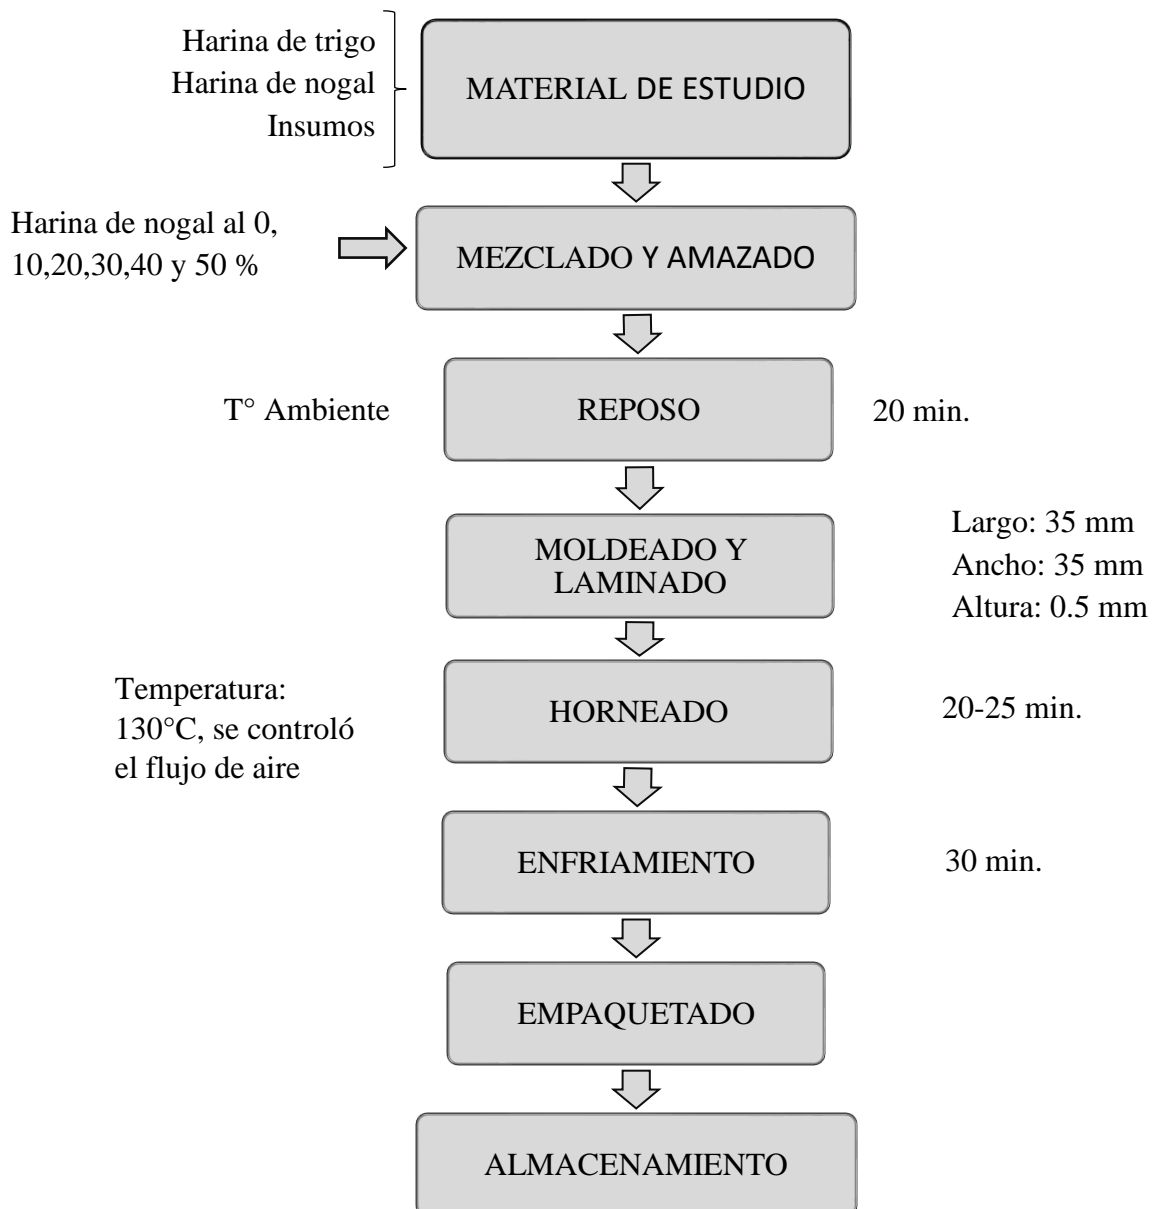 Harina de trigo
Harina de nogal
Insumos
MATERIAL DE ESTUDIO
Harina de nogal al 0,
10,20,30,40 y 50 %
MEZCLADO Y AMAZADO
T° Ambiente
REPOSO
20 min.
MOLDEADO Y
LAMINADO
Largo: 35 mm
Ancho: 35 mm
Altura: 0.5 mm
Temperatura:
130°C, se controló
el flujo de aire
HORNEADO
20-25 min.
ENFRIAMIENTO
30 min.
EMPAQUETADO
ALMACENAMIENTO